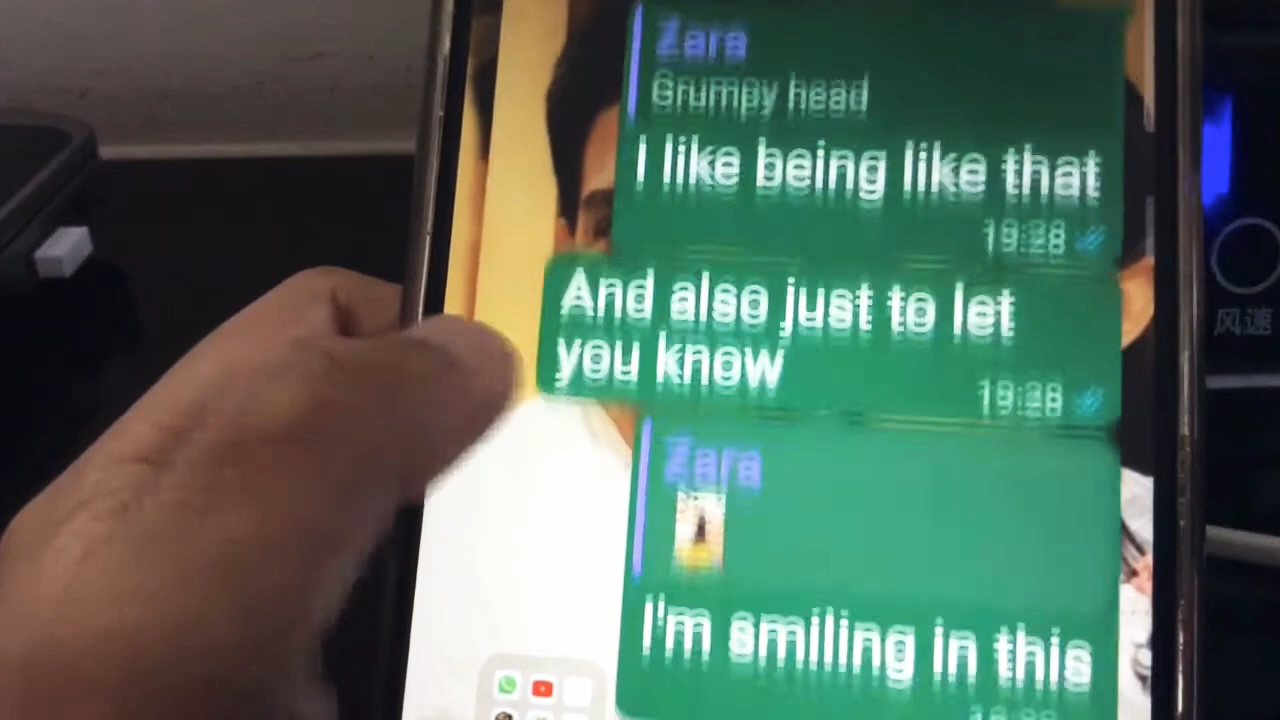 Zara
Grumpy head
I like being like that
19:28
And also just to let
you know
19:28
Zara
I'm smiling in this
风速